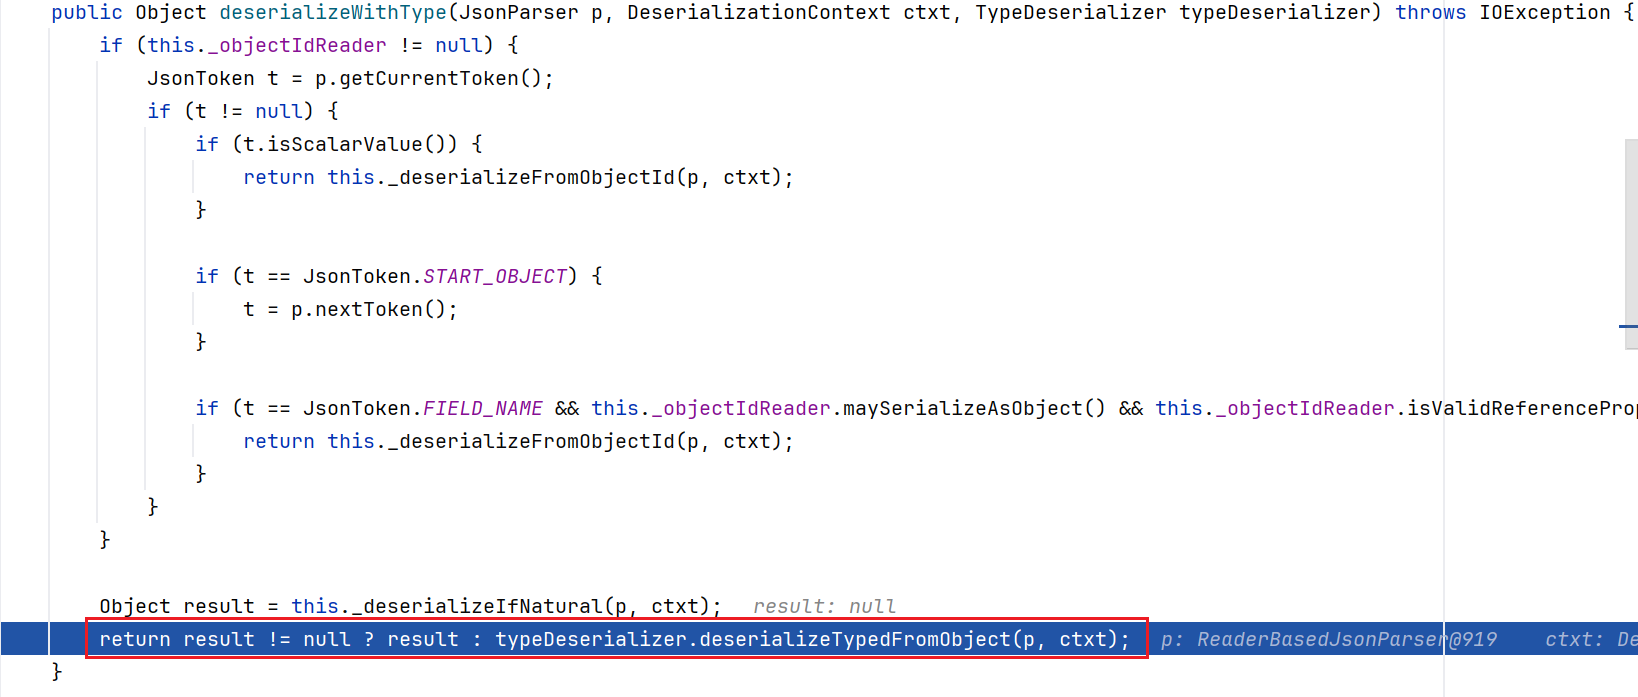 public Object deserializeWithType(JsonParser p, DeserializationContext ctxt, TypeDeserializer typeDeserializer) throws IOException {
if (this._objectIdReader != null) {
JsonToken t = p.getCurrentToken();
if (t != null) {
if (t.isScalarValue()) {
return this._deserializeFromObjectId(p, ctxt);
}
if (t == JsonToken.START_OBJECT) {
t = p.nextToken();
}
if (t == JsonToken.FIELD_NAME && this._objectIdReader.maySerializeAsObject() && this._objectIdReader.isValidReferenceProp
return this._deserializeFromObjectId(p, ctxt);
}
}
}
Object result = this._deserializeIfNatural(p, ctxt); result: null
return result != null ? result : typeDeserializer.deserializeTypedFromObject(p, ctxt); p: ReaderBasedJsonParser@919 ctxt: De
}